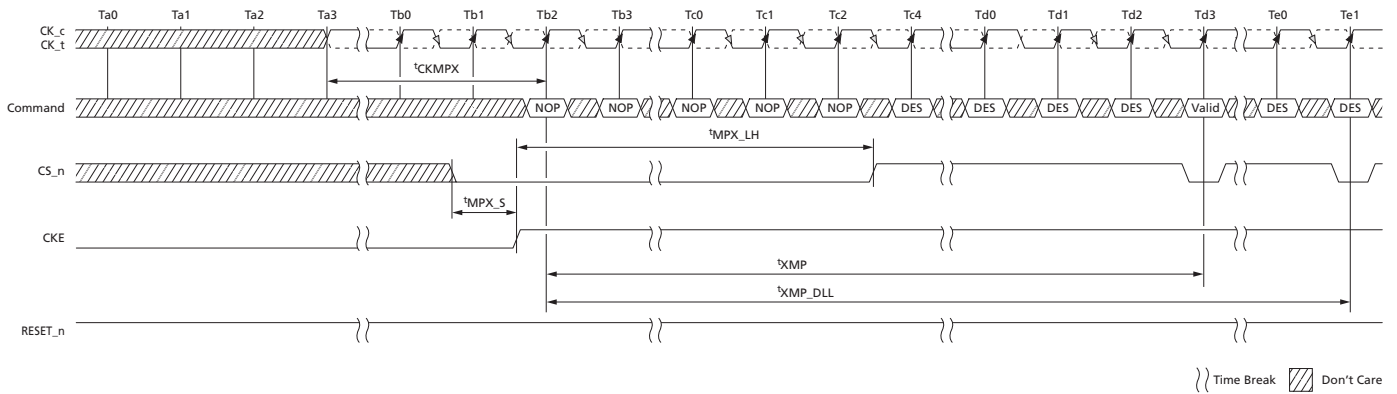 Ta0 Ta1 Ta2 Ta3 Tb0 Tb1 Tb2 Tb3 Tc0 Tc1 Tc2 Tc4 Td0 Td1 Td2 Td3 Te0 Te1
CK_c
CK_t
tCKMPX
Command NOP NOP NOP NOP NOP DES DES DES DES Valid DES DES
tMPX_LH
CS_n
tMPX_S
CKE
tXMP
tXMP_DLL
RESET_n
Time Break Don't Care